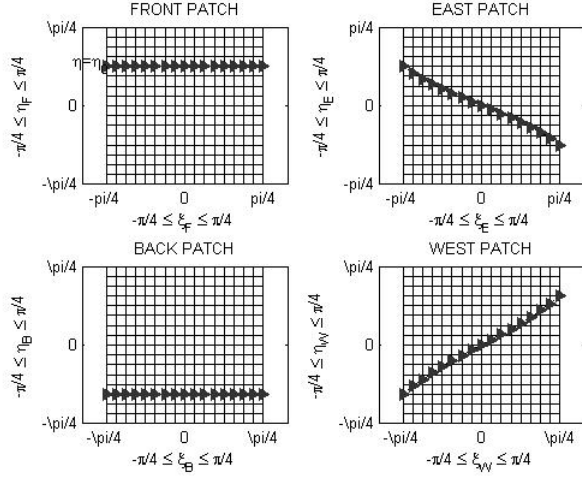 FRONT PATCH
\pi/4
0
-\pi/4
-π/4 ≤ η_F ≤ π/4
η=η
-pi/4 0 pi/4
-π/4 ≤ ξ_F ≤ π/4
EAST PATCH
pi/4
0
-pi/4
-π/4 ≤ η_E ≤ π/4
-pi/4 0 pi/4
-π/4 ≤ ξ_E ≤ π/4
BACK PATCH
\pi/4
0
-\pi/4
-π/4 ≤ η_B ≤ π/4
-\pi/4 0 \pi/4
-π/4 ≤ ξ_B ≤ π/4
WEST PATCH
\pi/4
0
-\pi/4
-π/4 ≤ η_W ≤ π/4
-\pi/4 0 \pi/4
-π/4 ≤ ξ_W ≤ π/4